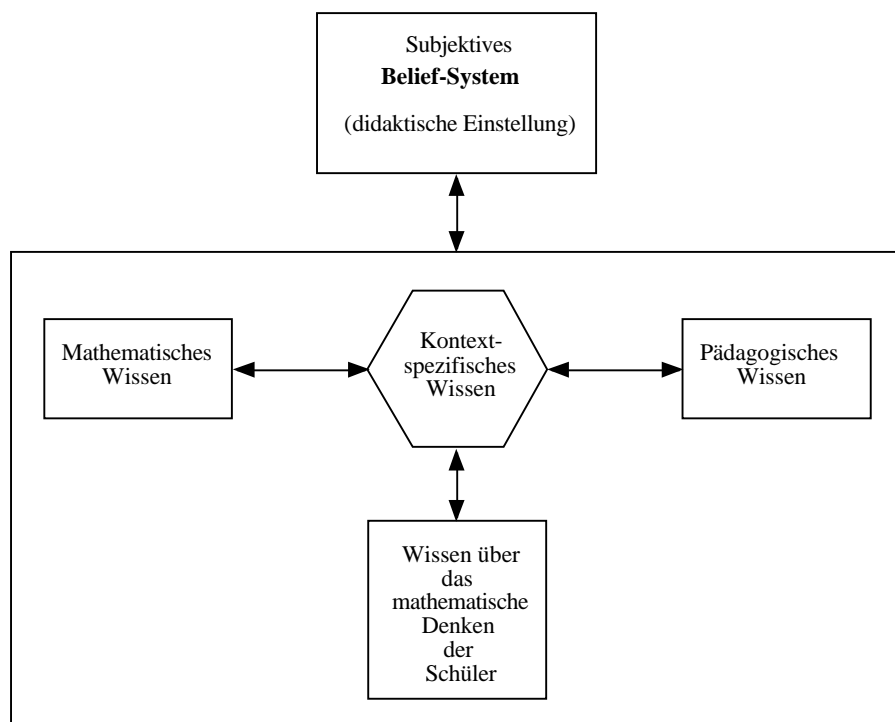 Subjektives
Belief-System
(didaktische Einstellung)
Mathematisches
Wissen
Kontext-
spezifisches
Wissen
Pädagogisches
Wissen
Wissen über
das
mathematische
Denken
der
Schüler